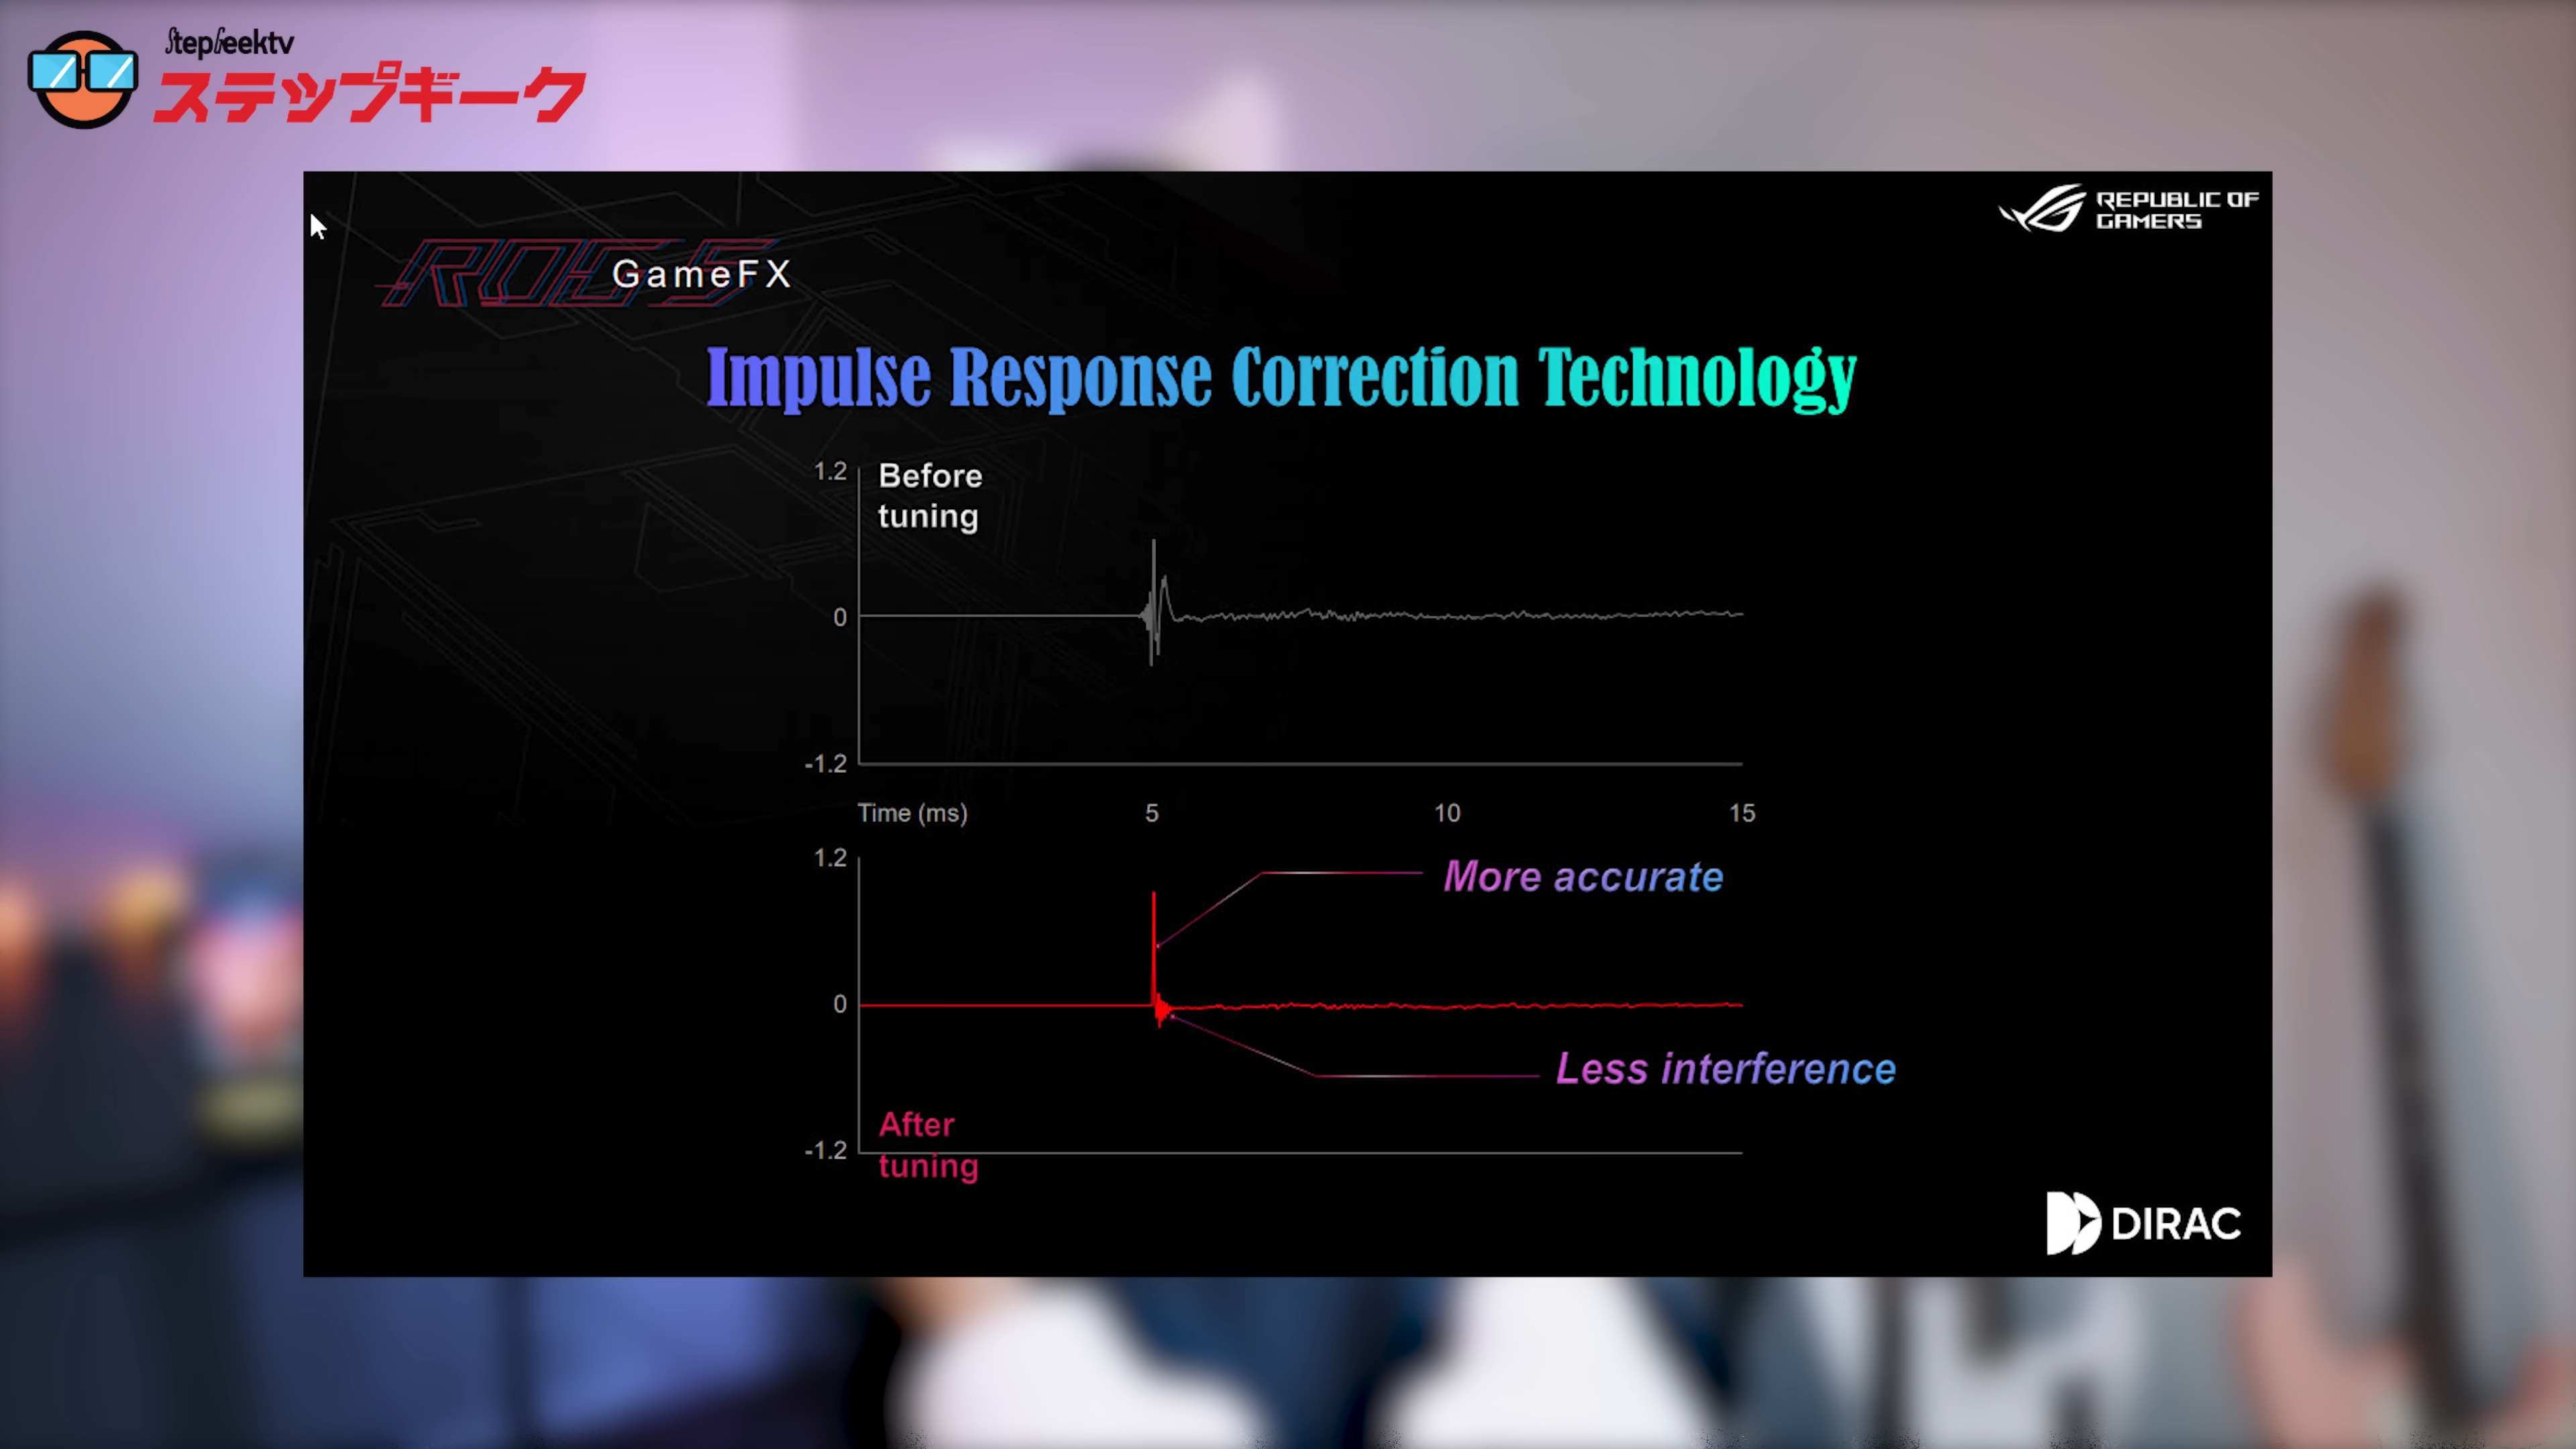 StepGeektv
ステップギーク
REPUBLIC OF
GAMERS
ROG 5
GameFX
Impulse Response Correction Technology
1.2
Before
tuning
0
-1.2
Time (ms) 5 10 15
1.2
More accurate
0
Less interference
After
-1.2
tuning
DIRAC